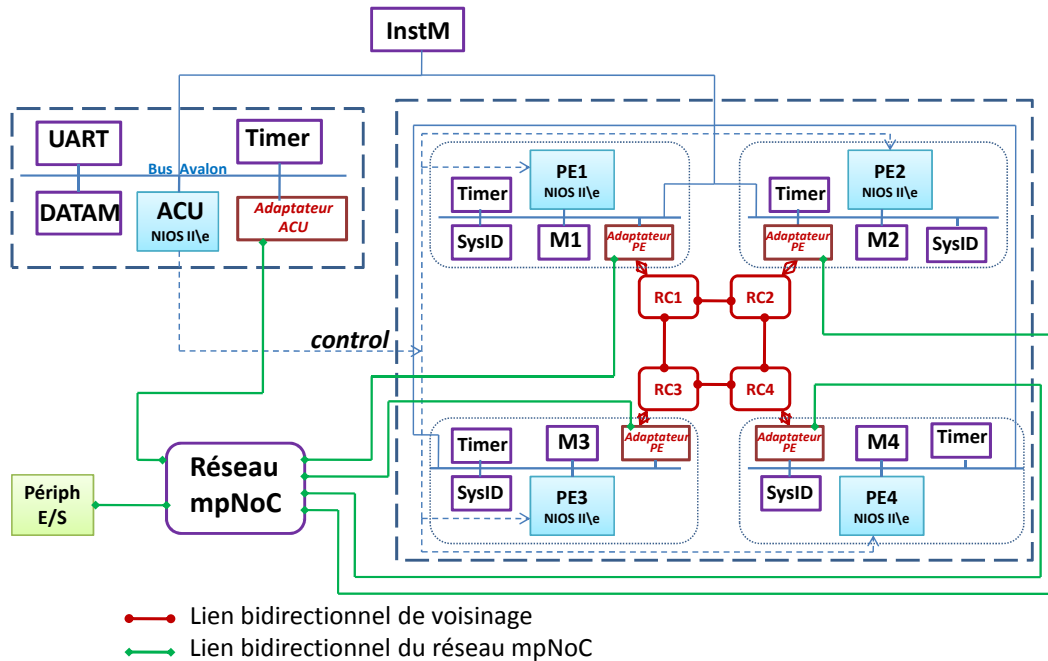 InstM
UART
Timer
Bus Avalon
DATAM
ACU
NIOS II\e
Adaptateur
ACU
PE1
NIOS II\e
Timer
SysID
M1
Adaptateur
PE
PE2
NIOS II\e
Timer
Adaptateur
PE
M2
SysID
RC1
RC2
control
RC3
RC4
Timer
M3
Adaptateur
PE
SysID
PE3
NIOS II\e
Adaptateur
PE
M4
Timer
SysID
PE4
NIOS II\e
Réseau
mpNoC
Périph
E/S
Lien bidirectionnel de voisinage
Lien bidirectionnel du réseau mpNoC